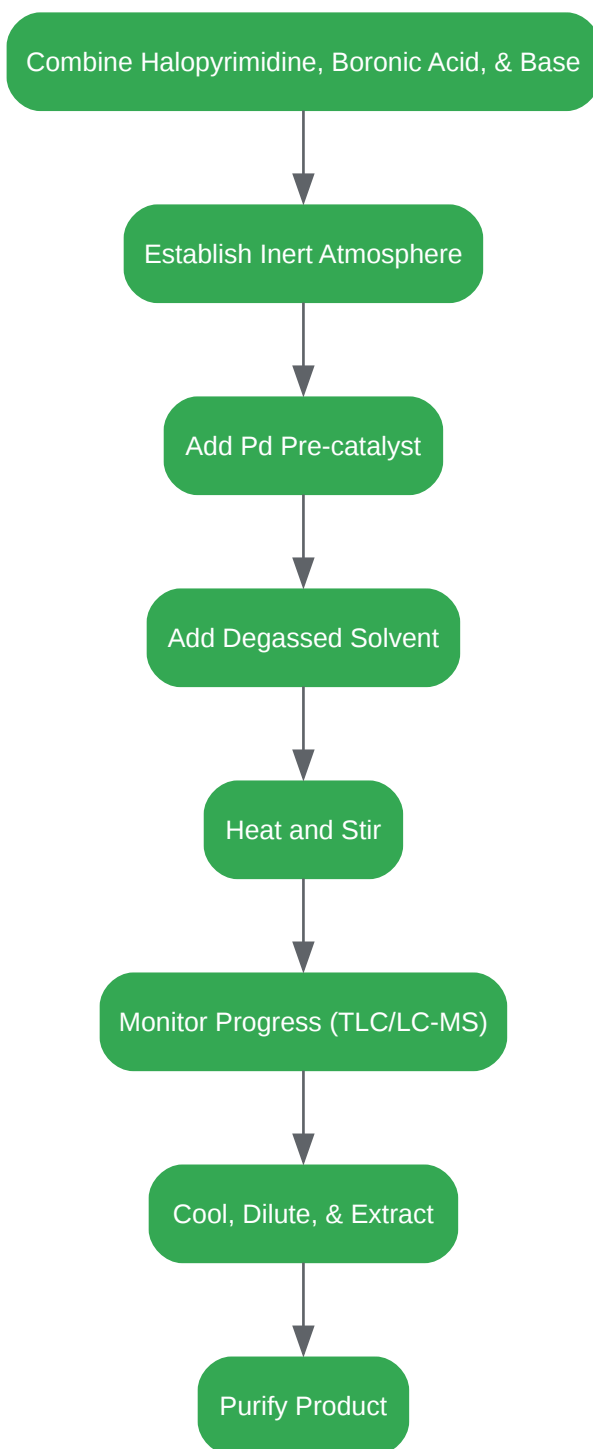 Combine Halopyrimidine, Boronic Acid, & Base
Establish Inert Atmosphere
Add Pd Pre-catalyst
Add Degassed Solvent
Heat and Stir
Monitor Progress (TLC/LC-MS)
Cool, Dilute, & Extract
Purify Product